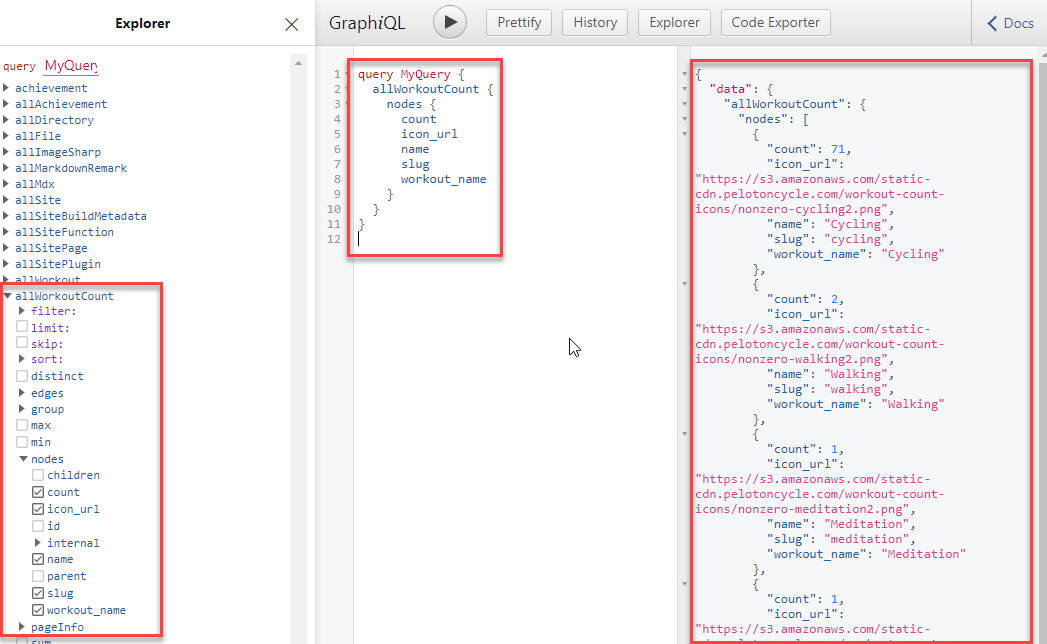 Explorer
query MyQuery
achievement
allAchievement
allDirectory
allFile
allImageSharp
allMarkdownRemark
allMdx
allSite
allSiteBuildMetadata
allSiteFunction
allSitePage
allSitePlugin
allWorkout
allWorkoutCount
filter:
limit:
skip:
sort:
distinct
edges
group
max
min
nodes
children
count
icon_url
id
internal
name
parent
slug
workout_name
pageInfo
sum
GraphiQL
Prettify
History
Explorer
Code Exporter
Docs
1 query MyQuery {
2 allWorkoutCount {
3 nodes {
4 count
5 icon_url
6 name
7 slug
8 workout_name
9 }
10 }
11 }
12
{
"data": {
"allWorkoutCount": {
"nodes": [
{
"count": 71,
"icon_url":
"https://s3.amazonaws.com/static-
cdn.pelotoncycle.com/workout-count-
icons/nonzero-cycling2.png",
"name": "Cycling",
"slug": "cycling",
"workout_name": "Cycling"
},
{
"count": 2,
"icon_url":
"https://s3.amazonaws.com/static-
cdn.pelotoncycle.com/workout-count-
icons/nonzero-walking2.png",
"name": "Walking",
"slug": "walking",
"workout_name": "Walking"
},
{
"count": 1,
"icon_url":
"https://s3.amazonaws.com/static-
cdn.pelotoncycle.com/workout-count-
icons/nonzero-meditation2.png",
"name": "Meditation",
"slug": "meditation",
"workout_name": "Meditation"
},
{
"count": 1,
"icon_url":
"https://s3.amazonaws.com/static-